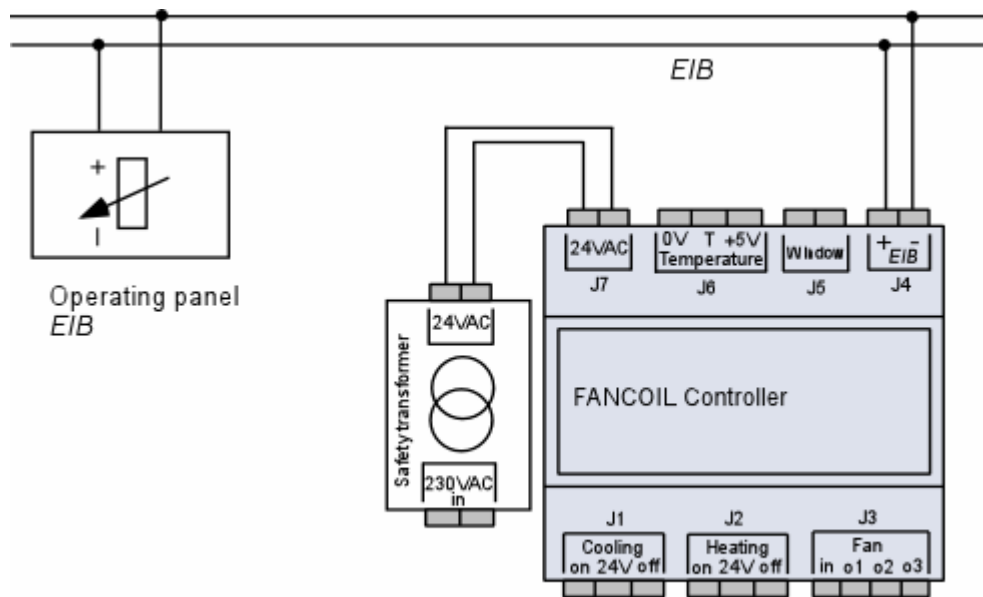 EIB
+
–
Operating panel
EIB
24VAC
0V T +5V
Temperature
Window
+ EIB -
J7
J6
J5
J4
24VAC
Safety transformer
230VAC
in
FANCOIL Controller
J1
J2
J3
Cooling
on 24V off
Heating
on 24V off
Fan
in o1 o2 o3